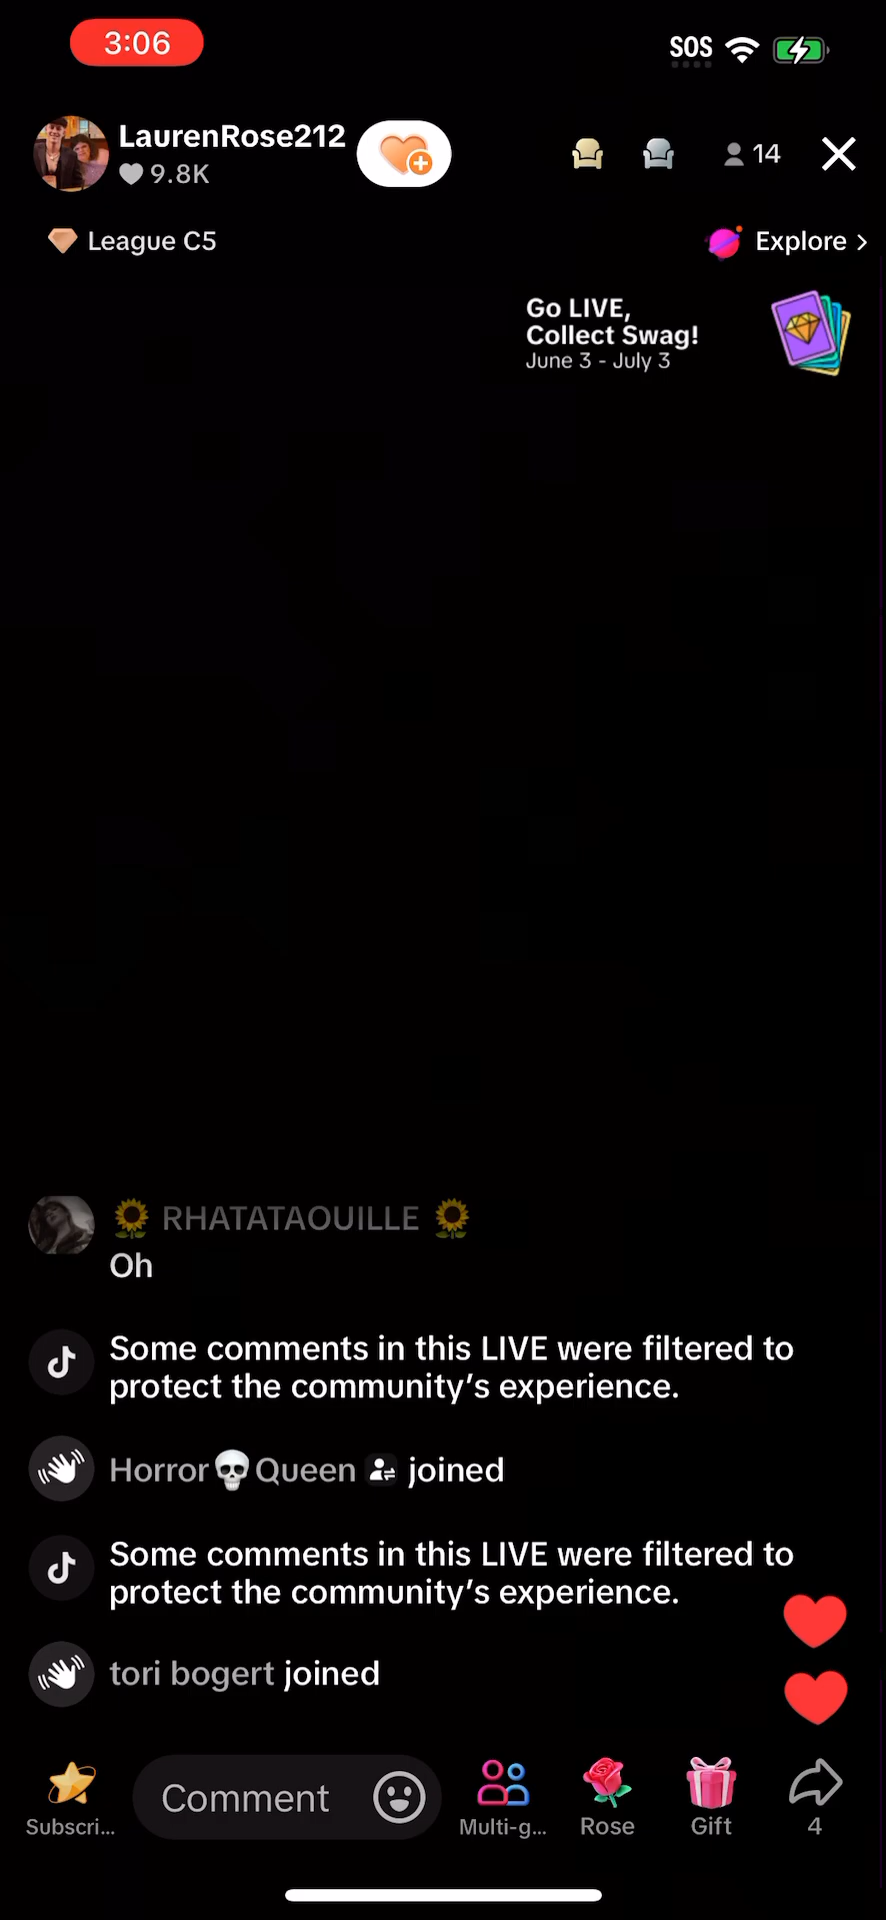 3:06
SOS
LaurenRose212
9.8K
14
League C5
Explore >
Go LIVE,
Collect Swag!
June 3 - July 3
🌻 RHATATAOUILLE 🌻
Oh
Some comments in this LIVE were filtered to
protect the community's experience.
Horror💀Queen joined
Some comments in this LIVE were filtered to
protect the community's experience.
tori bogert joined
Comment
Subscri...
Multi-g...
Rose
Gift
4